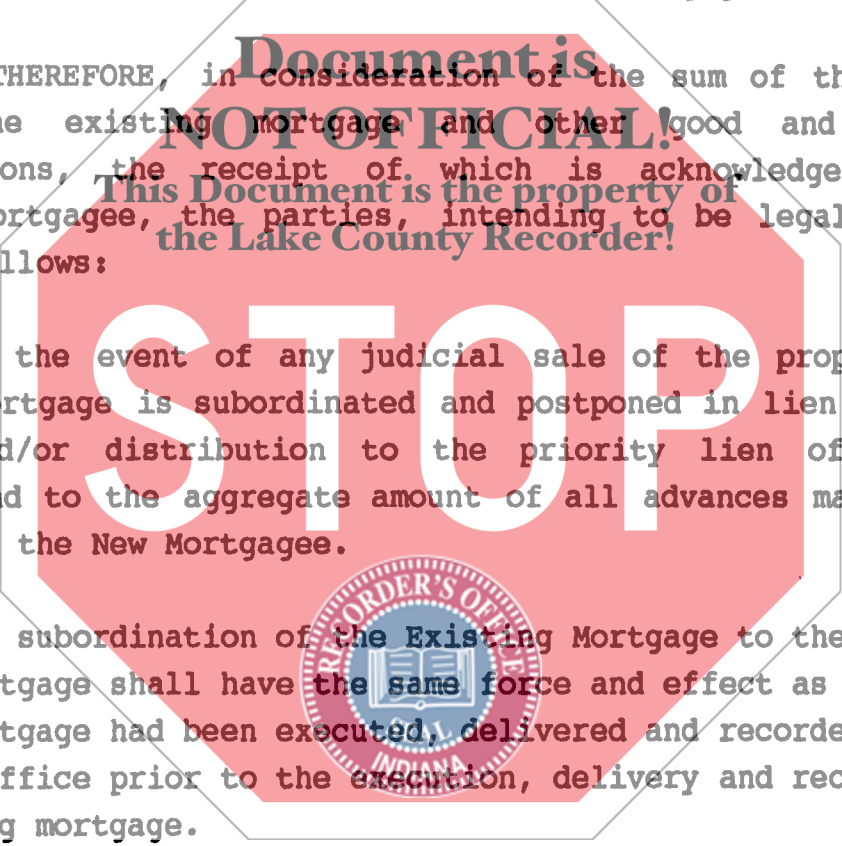 Document is
THEREFORE, in consideration of the sum of th
NOT OFFICIAL!
he existing mortgage and other good and
ons, the receipt of which is acknowledge
This Document is the property of
ortgagee, the parties, intending to be legal
the Lake County Recorder!
llows:
STOP
the event of any judicial sale of the prop
ortgage is subordinated and postponed in lien
d/or distribution to the priority lien of
nd to the aggregate amount of all advances ma
the New Mortgagee.
RECORDER'S OFFICE
subordination of the Existing Mortgage to the
tgage shall have the same force and effect as
SEAL
tgage had been executed, delivered and recorde
INDIANA
ffice prior to the execution, delivery and rec
g mortgage.